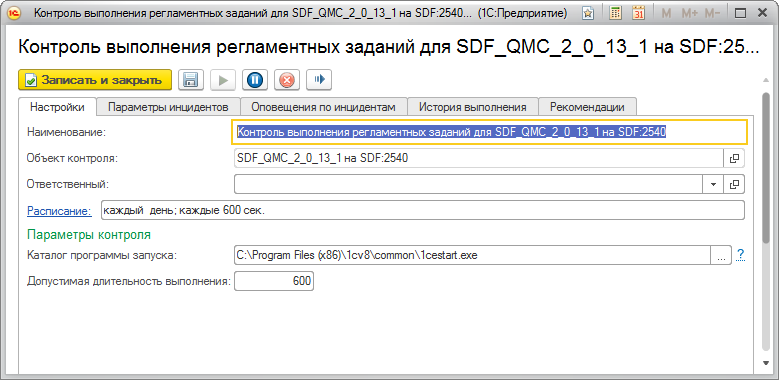 Контроль выполнения регламентных заданий для SDF_QMC_2_0_13_1 на SDF:2540... (1С:Предприятие)
M M+ M-
Контроль выполнения регламентных заданий для SDF_QMC_2_0_13_1 на SDF:25...
Записать и закрыть
Настройки Параметры инцидентов Оповещения по инцидентам История выполнения Рекомендации
Наименование: Контроль выполнения регламентных заданий для SDF_QMC_2_0_13_1 на SDF:2540
Объект контроля: SDF_QMC_2_0_13_1 на SDF:2540
Ответственный:
Расписание: каждый день; каждые 600 сек.
Параметры контроля
Каталог программы запуска: C:\Program Files (x86)\1cv8\common\1cestart.exe ... ?
Допустимая длительность выполнения: 600